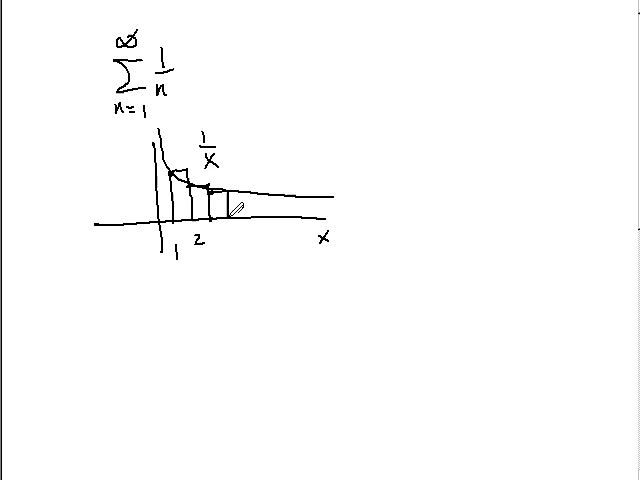 ∞
∑ 1/n
n=1
1/x
1 2 x